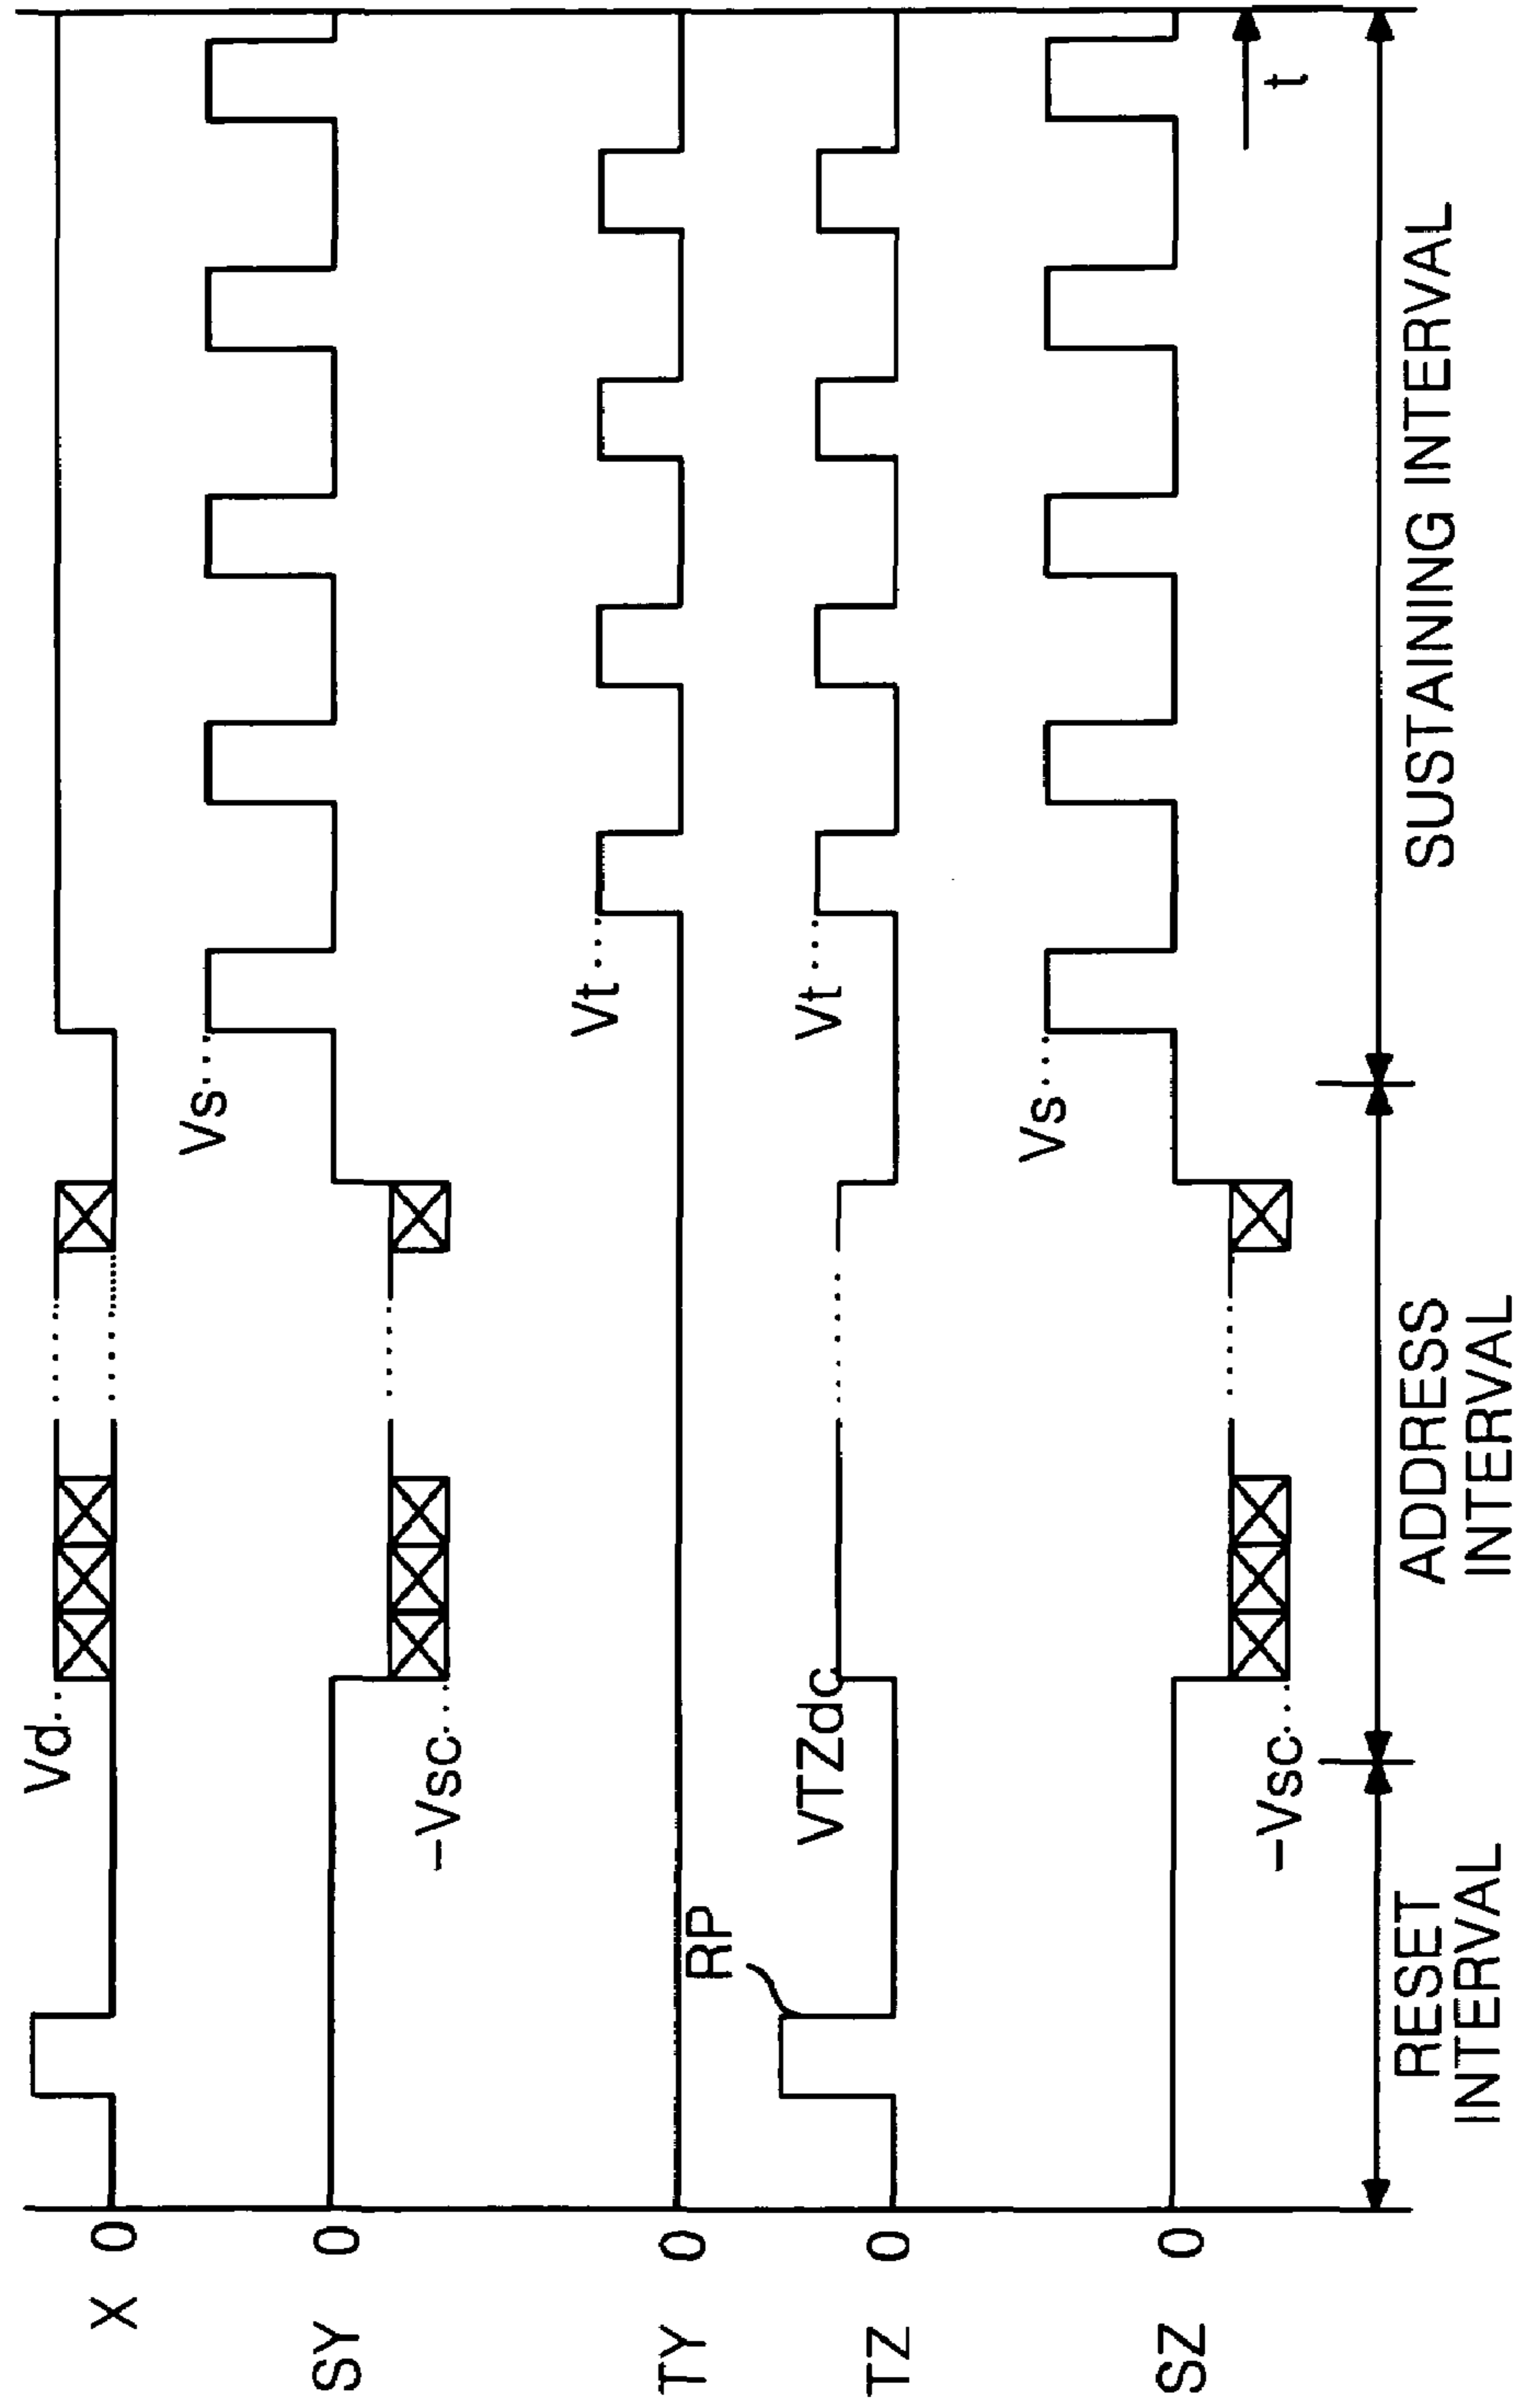 X 0
Vd
SY 0
Vs
-Vsc
TY 0
Vt
RP
TZ 0
VTZdc
Vt
SZ 0
Vs
-Vsc
t
RESET
INTERVAL
ADDRESS
INTERVAL
SUSTAINING INTERVAL